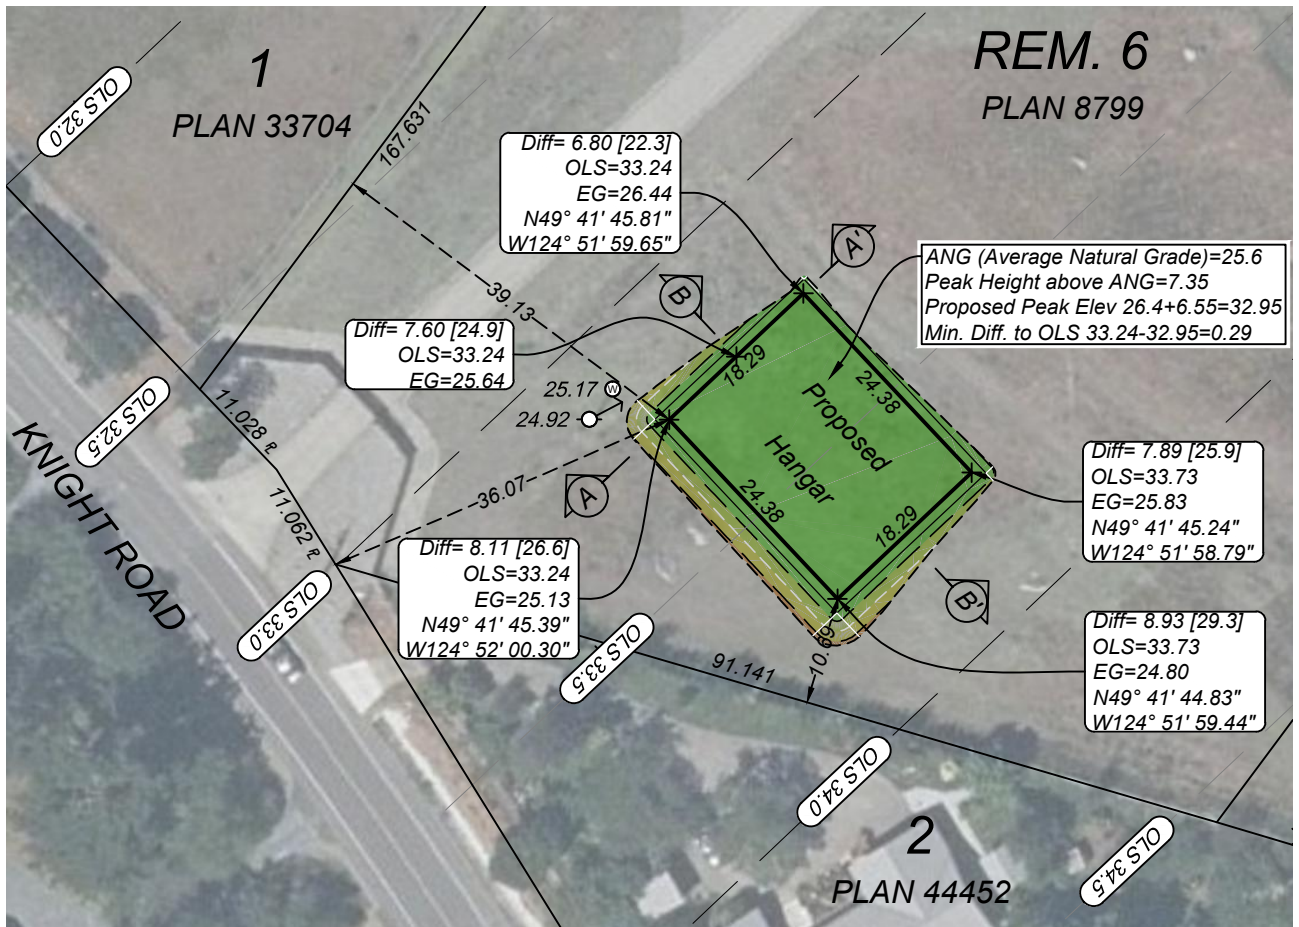 1
PLAN 33704
REM. 6
PLAN 8799
OLS 32.0
167.631
Diff= 6.80 [22.3]
OLS=33.24
EG=26.44
N49° 41' 45.81"
W124° 51' 59.65"
A'
ANG (Average Natural Grade)=25.6
Peak Height above ANG=7.35
Proposed Peak Elev 26.4+6.55=32.95
Min. Diff. to OLS 33.24-32.95=0.29
B
39.13
Diff= 7.60 [24.9]
OLS=33.24
EG=25.64
18.29
24.38
25.17
W
24.92
Proposed
Hangar
OLS 32.5
11.028
KNIGHT ROAD
11.062
36.07
A
24.38
18.29
Diff= 7.89 [25.9]
OLS=33.73
EG=25.83
N49° 41' 45.24"
W124° 51' 58.79"
Diff= 8.11 [26.6]
OLS=33.24
EG=25.13
N49° 41' 45.39"
W124° 52' 00.30"
OLS 33.0
B'
OLS 33.5
91.141
10.69
Diff= 8.93 [29.3]
OLS=33.73
EG=24.80
N49° 41' 44.83"
W124° 51' 59.44"
OLS 34.0
2
PLAN 44452
OLS 34.5